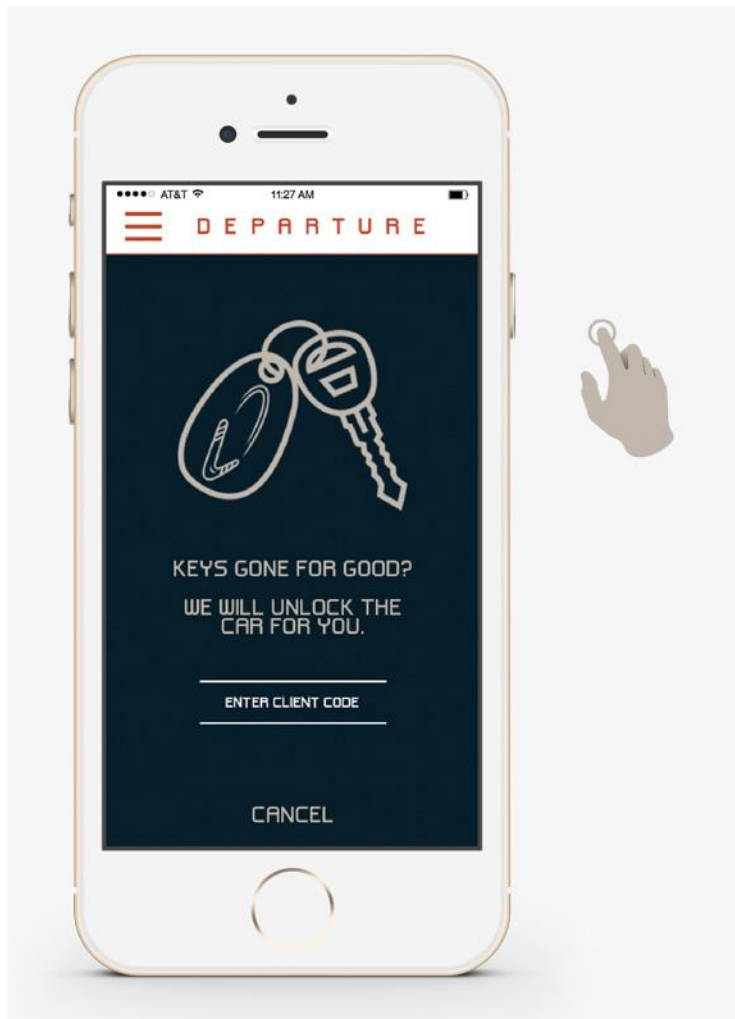 AT&T 11:27 AM
DEPARTURE
KEYS GONE FOR GOOD?
WE WILL UNLOCK THE
CAR FOR YOU.
ENTER CLIENT CODE
CANCEL